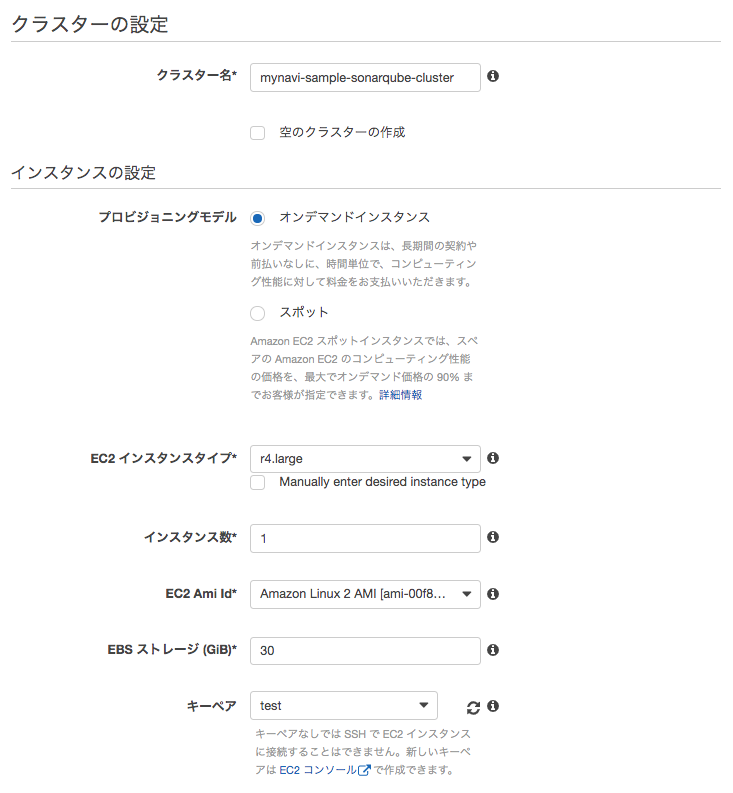 クラスターの設定
クラスター名*
mynavi-sample-sonarqube-cluster
空のクラスターの作成
インスタンスの設定
プロビジョニングモデル
オンデマンドインスタンス
オンデマンドインスタンスは、長期間の契約や
前払いなしに、時間単位で、コンピューティン
グ性能に対して料金をお支払いいただきます。
スポット
Amazon EC2 スポットインスタンスでは、スペ
アの Amazon EC2 のコンピューティング性能
の価格を、最大でオンデマンド価格の 90% ま
でお客様が指定できます。詳細情報
EC2 インスタンスタイプ*
r4.large
Manually enter desired instance type
インスタンス数*
1
EC2 Ami Id*
Amazon Linux 2 AMI [ami-00f8...
EBS ストレージ (GiB)*
30
キーペア
test
キーペアなしでは SSH で EC2 インスタンス
に接続することはできません。新しいキーペ
アは EC2 コンソール で作成できます。